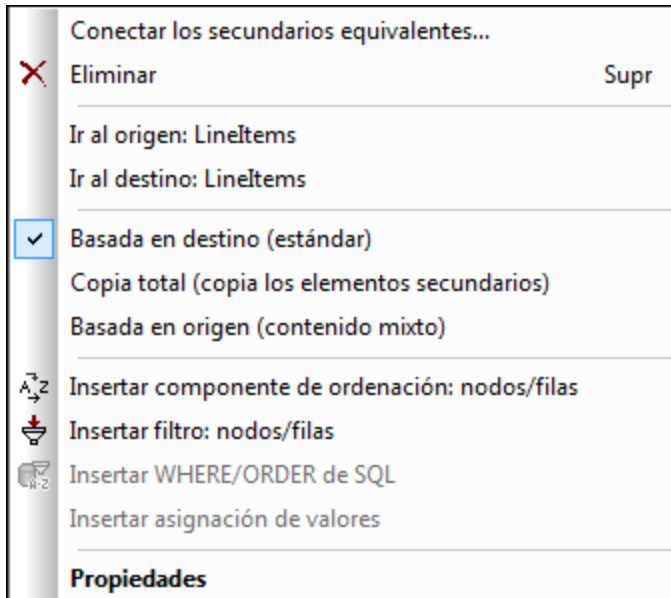 Conectar los secundarios equivalentes...
Eliminar Supr
Ir al origen: LineItems
Ir al destino: LineItems
Basada en destino (estándar)
Copia total (copia los elementos secundarios)
Basada en origen (contenido mixto)
Insertar componente de ordenación: nodos/filas
Insertar filtro: nodos/filas
Insertar WHERE/ORDER de SQL
Insertar asignación de valores
Propiedades